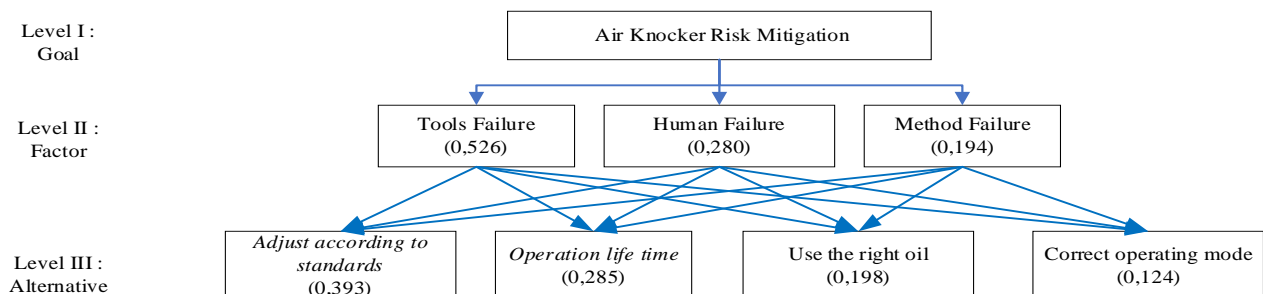 Level I :
Goal
Air Knocker Risk Mitigation
Level II :
Factor
Tools Failure
(0,526)
Human Failure
(0,280)
Method Failure
(0,194)
Level III :
Alternative
Adjust according to
standards
(0,393)
Operation life time
(0,285)
Use the right oil
(0,198)
Correct operating mode
(0,124)